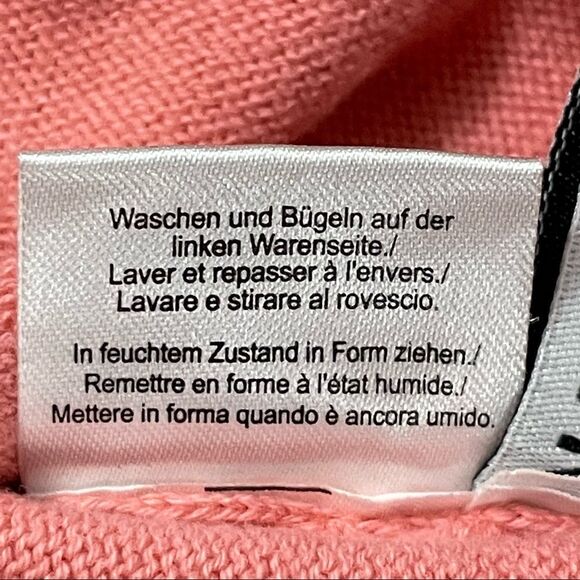 Waschen und Bügeln auf der
linken Warenseite./
Laver et repasser à l'envers./
Lavare e stirare al rovescio.
In feuchtem Zustand in Form ziehen./
Remettre en forme à l'état humide./
Mettere in forma quando è ancora umido.